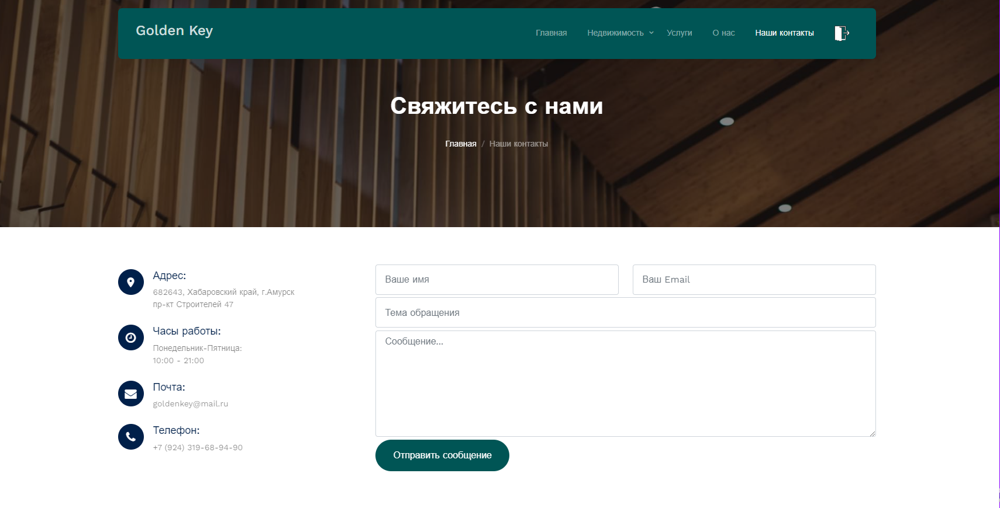 Golden Key
Главная Недвижимость Услуги О нас Наши контакты
Свяжитесь с нами
Главная / Наши контакты
Адрес:
682643, Хабаровский край, г.Амурск
пр-кт Строителей 47
Часы работы:
Понедельник-Пятница:
10:00 - 21:00
Почта:
goldenkey@mail.ru
Телефон:
+7 (924) 319-68-94-90
Ваше имя
Ваш Email
Тема обращения
Сообщение...
Отправить сообщение